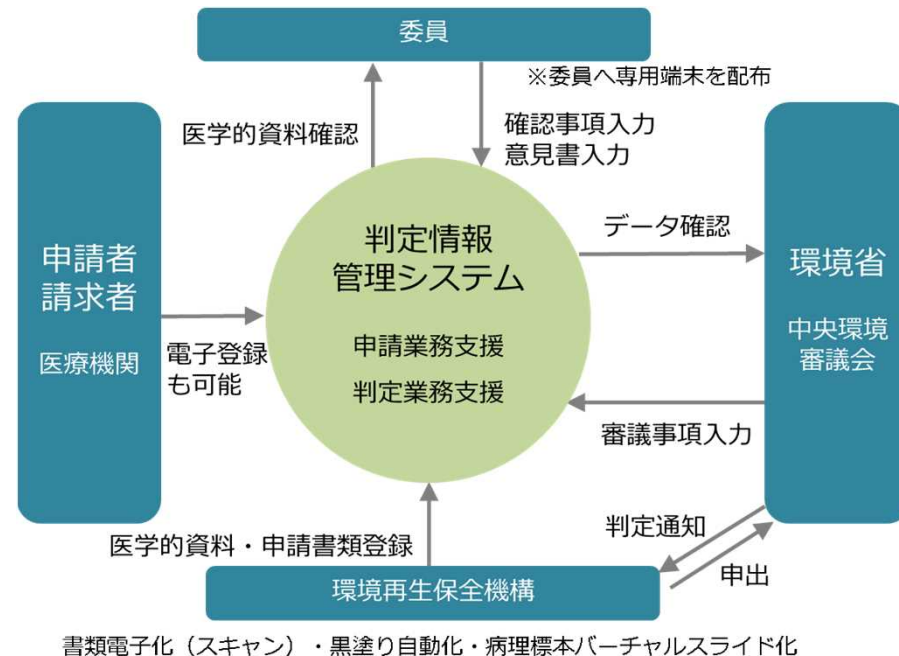 委員
※委員へ専用端末を配布
医学的資料確認
確認事項入力
意見書入力
申請者
請求者
医療機関
電子登録
も可能
判定情報
管理システム
申請業務支援
判定業務支援
データ確認
環境省
中央環境
審議会
審議事項入力
判定通知
申出
医学的資料・申請書類登録
環境再生保全機構
書類電子化（スキャン）・黒塗り自動化・病理標本バーチャルスライド化